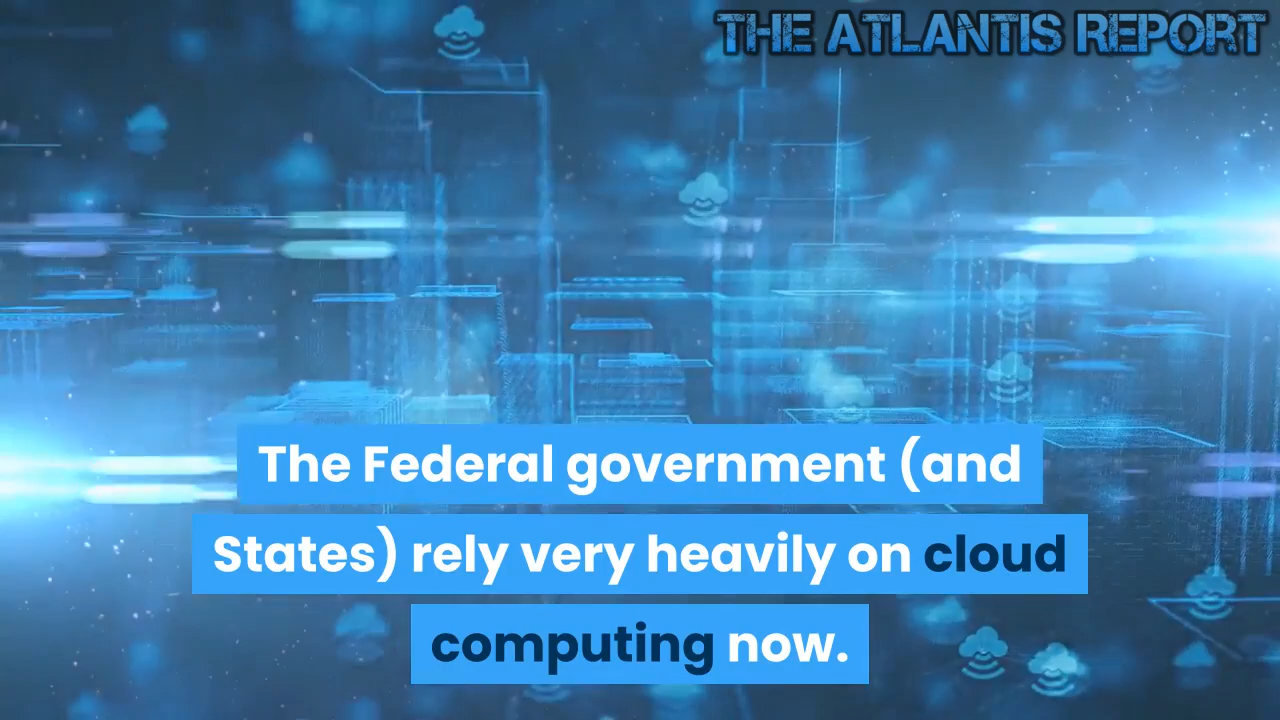 THE ATLANTIS REPORT
The Federal government (and
States) rely very heavily on cloud
computing now.